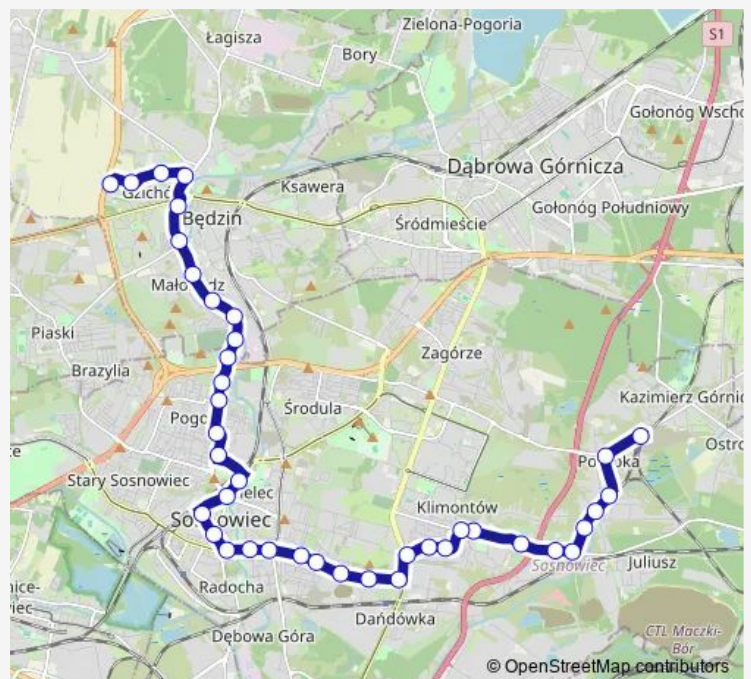 Zielona-Pogoria
Łagisza
S1
Bory
Gołonóg Wscho
Dąbrowa Górnicza
Ksawera
Gzichó
Gołonóg Południowy
Będzin
Śródmieście
Piaski
Zagórze
Brazylia
Kazimierz Górnic
Środula
Ostro
Stary Sosnowiec
Klimontów
Sosnowiec
Juliusz
Radocha
Dańdówka
Dębowa Góra
CTL Maczki-
Bór
© OpenStreetMap contributors